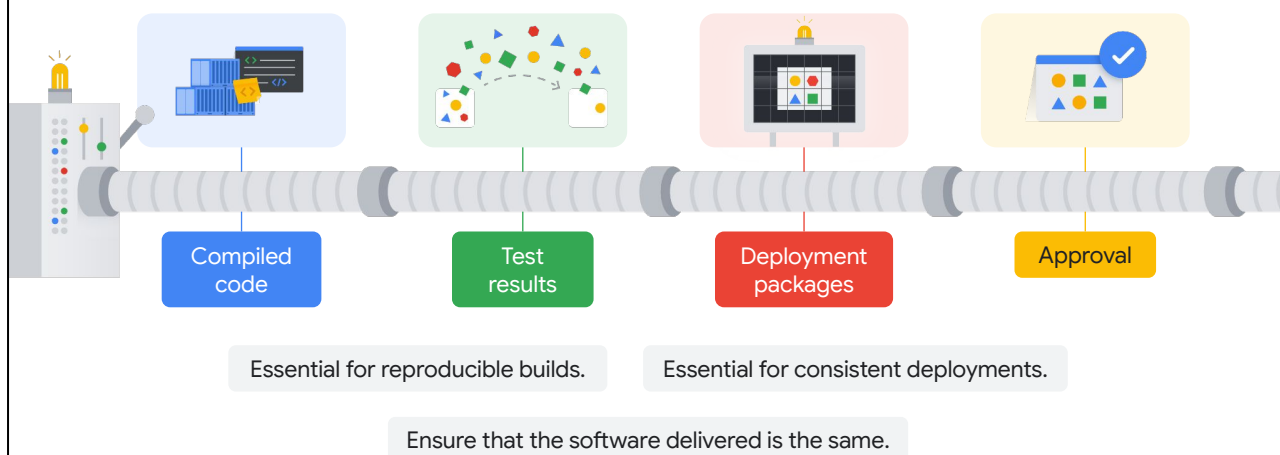 Compiled
code
Test
results
Deployment
packages
Approval
Essential for reproducible builds.
Essential for consistent deployments.
Ensure that the software delivered is the same.